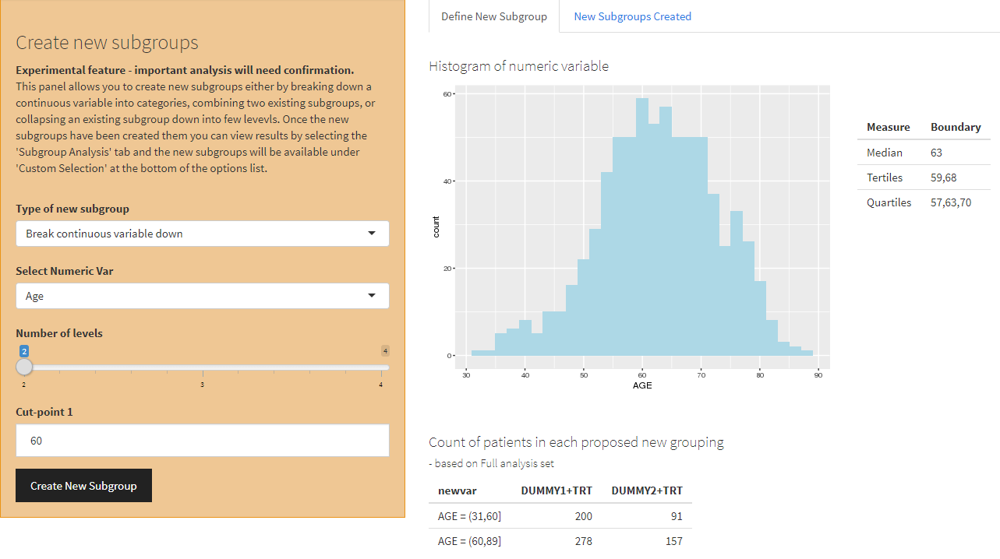 Create new subgroups
Experimental feature - important analysis will need confirmation.
This panel allows you to create new subgroups either by breaking down a
continuous variable into categories, combining two existing subgroups, or
collapsing an existing subgroup down into few levevls. Once the new
subgroups have been created them you can view results by selecting the
'Subgroup Analysis' tab and the new subgroups will be available under
'Custom Selection' at the bottom of the options list.
Type of new subgroup
Break continuous variable down
Select Numeric Var
Age
Number of levels
2 4
2 3 4
Cut-point 1
60
Create New Subgroup
Define New Subgroup New Subgroups Created
Histogram of numeric variable
60
40
20
0
count
30 40 50 60 70 80 90
AGE
Measure Boundary
Median 63
Tertiles 59,68
Quartiles 57,63,70
Count of patients in each proposed new grouping
- based on Full analysis set
newvar DUMMY1+TRT DUMMY2+TRT
AGE = (31,60] 200 91
AGE = (60,89] 278 157